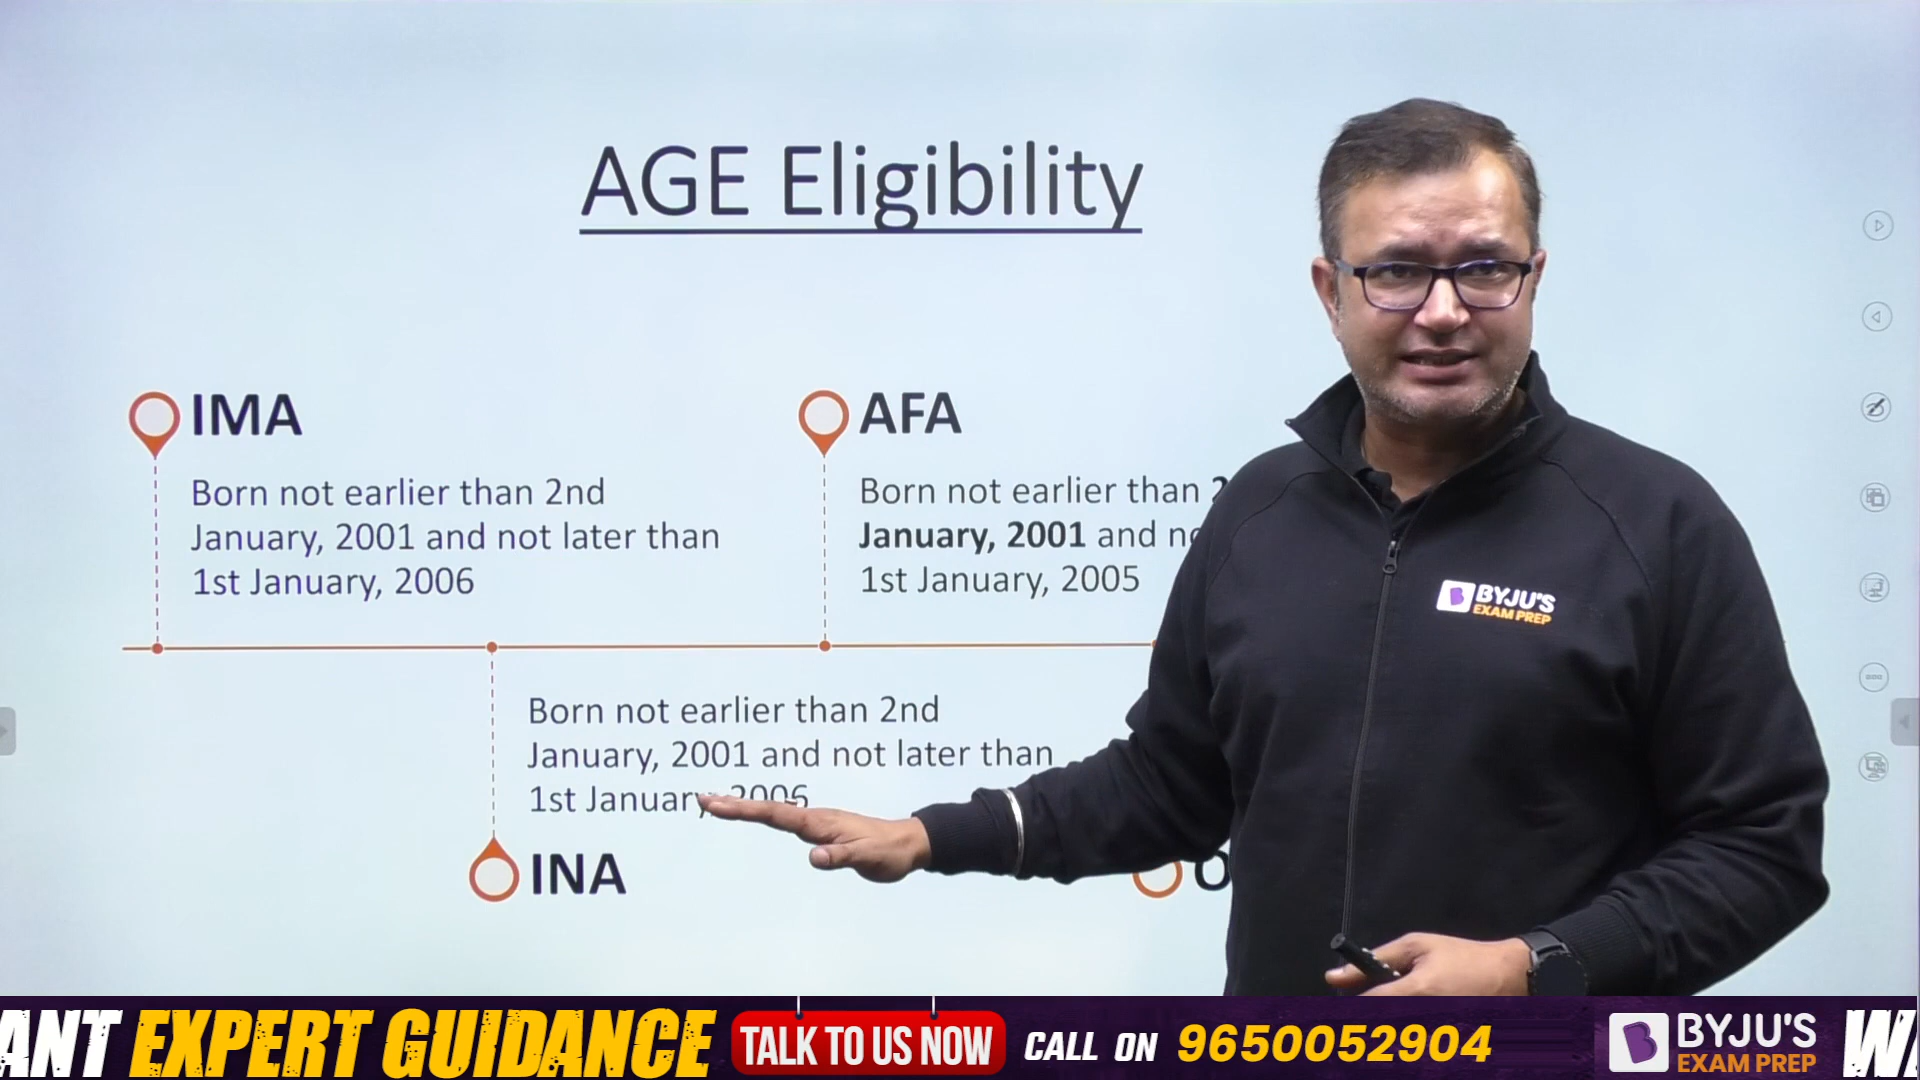 AGE Eligibility
IMA
Born not earlier than 2nd
January, 2001 and not later than
1st January, 2006
AFA
Born not earlier than
January, 2001 and
1st January, 2005
Born not earlier than 2nd
January, 2001 and not later than
1st January, 2006
INA
BYJU'S
EXAM PREP
EXPERT GUIDANCE
TALK TO US NOW
CALL ON 9650052904
BYJU'S
EXAM PREP